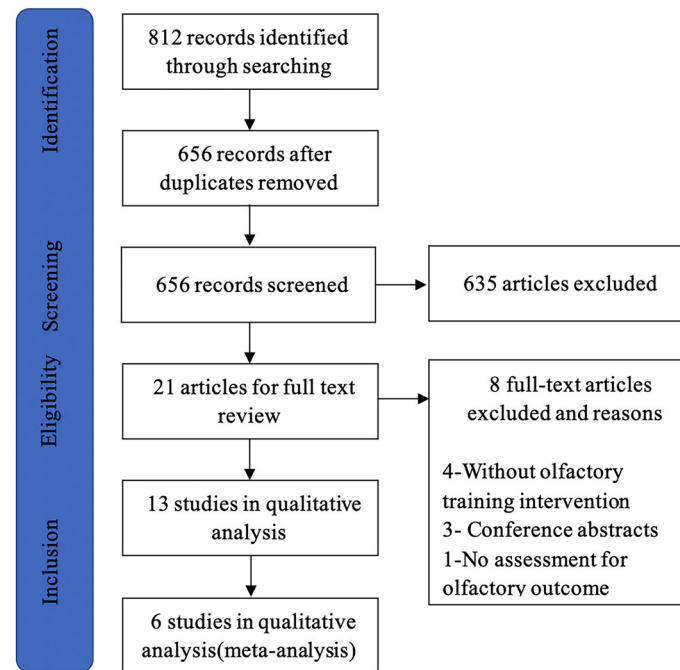 Identification
812 records identified
through searching
656 records after
duplicates removed
Screening
656 records screened
635 articles excluded
Eligibility
21 articles for full text
review
8 full-text articles
excluded and reasons
4-Without olfactory
training intervention
3- Conference abstracts
1-No assessment for
olfactory outcome
Inclusion
13 studies in qualitative
analysis
6 studies in qualitative
analysis(meta-analysis)